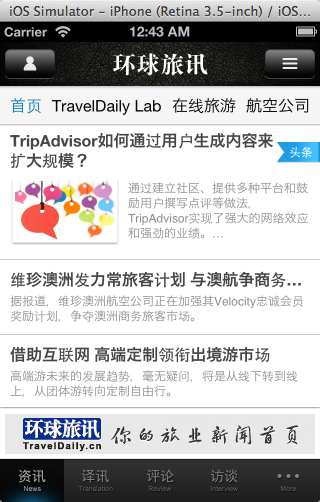 iOS Simulator - iPhone (Retina 3.5-inch) / iOS...
Carrier 12:43 AM
环球旅讯
首页 TravelDaily Lab 在线旅游 航空公司
TripAdvisor如何通过用户生成内容来
扩大规模？
头条
通过建立社区、提供多种平台和鼓
励用户撰写点评等做法，
TripAdvisor实现了强大的网络效应
和强劲的业绩。...
维珍澳洲发力常旅客计划 与澳航争商务...
据报道，维珍澳洲航空公司正在加强其Velocity忠诚会员
奖励计划，争夺澳洲商务旅客市场。
借助互联网 高端定制领衔出境游市场
高端游未来的发展趋势，毫无疑问，将是从线下转到线
上，从团体游转向定制自由行。
环球旅讯
TravelDaily.cn
你的旅业新闻首页
资讯 译讯 评论 访谈
News Translation Review Interview More